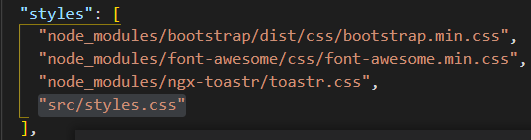 "styles": [
"node_modules/bootstrap/dist/css/bootstrap.min.css",
"node_modules/font-awesome/css/font-awesome.min.css",
"node_modules/ngx-toastr/toastr.css",
"src/styles.css"
],